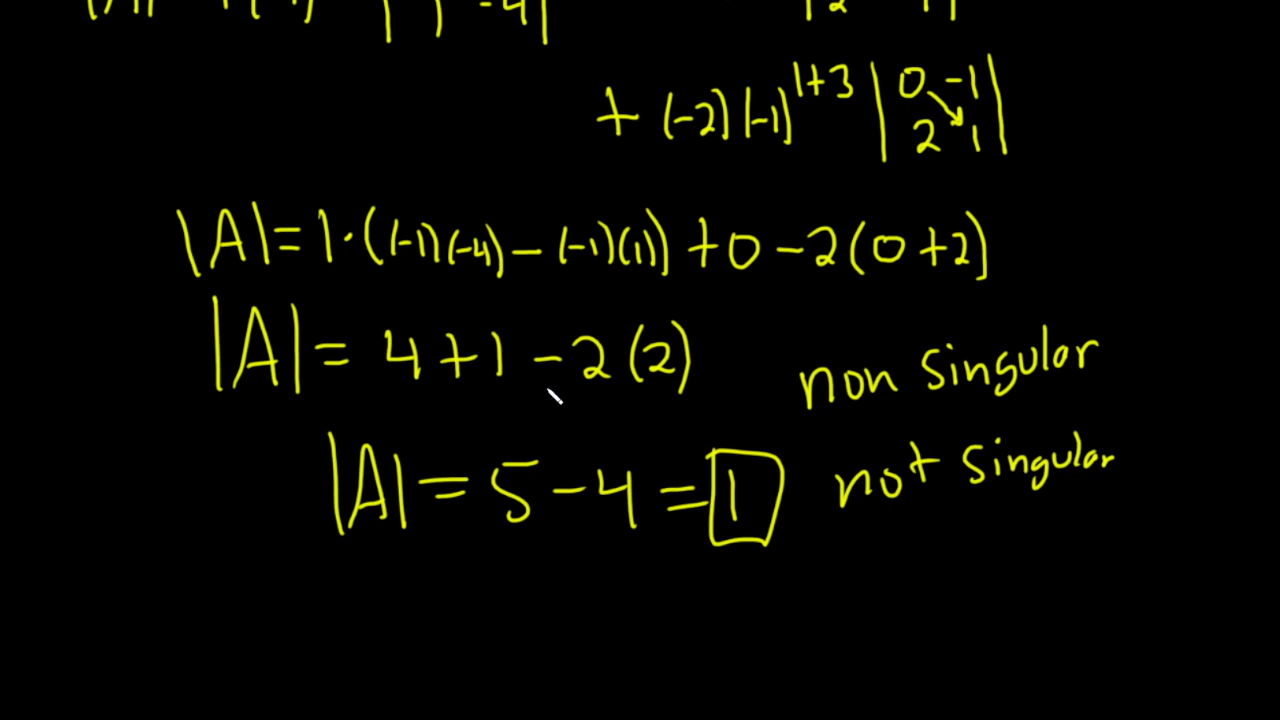 -4|
+ (-2)(-1)^{1+3} | 0 -1 |
| 2 1 |
|A| = 1·((-1)(-4) - (-1)(1)) + 0 - 2(0+2)
|A| = 4 + 1 - 2(2)
non singular
|A| = 5 - 4 = 1
not singular